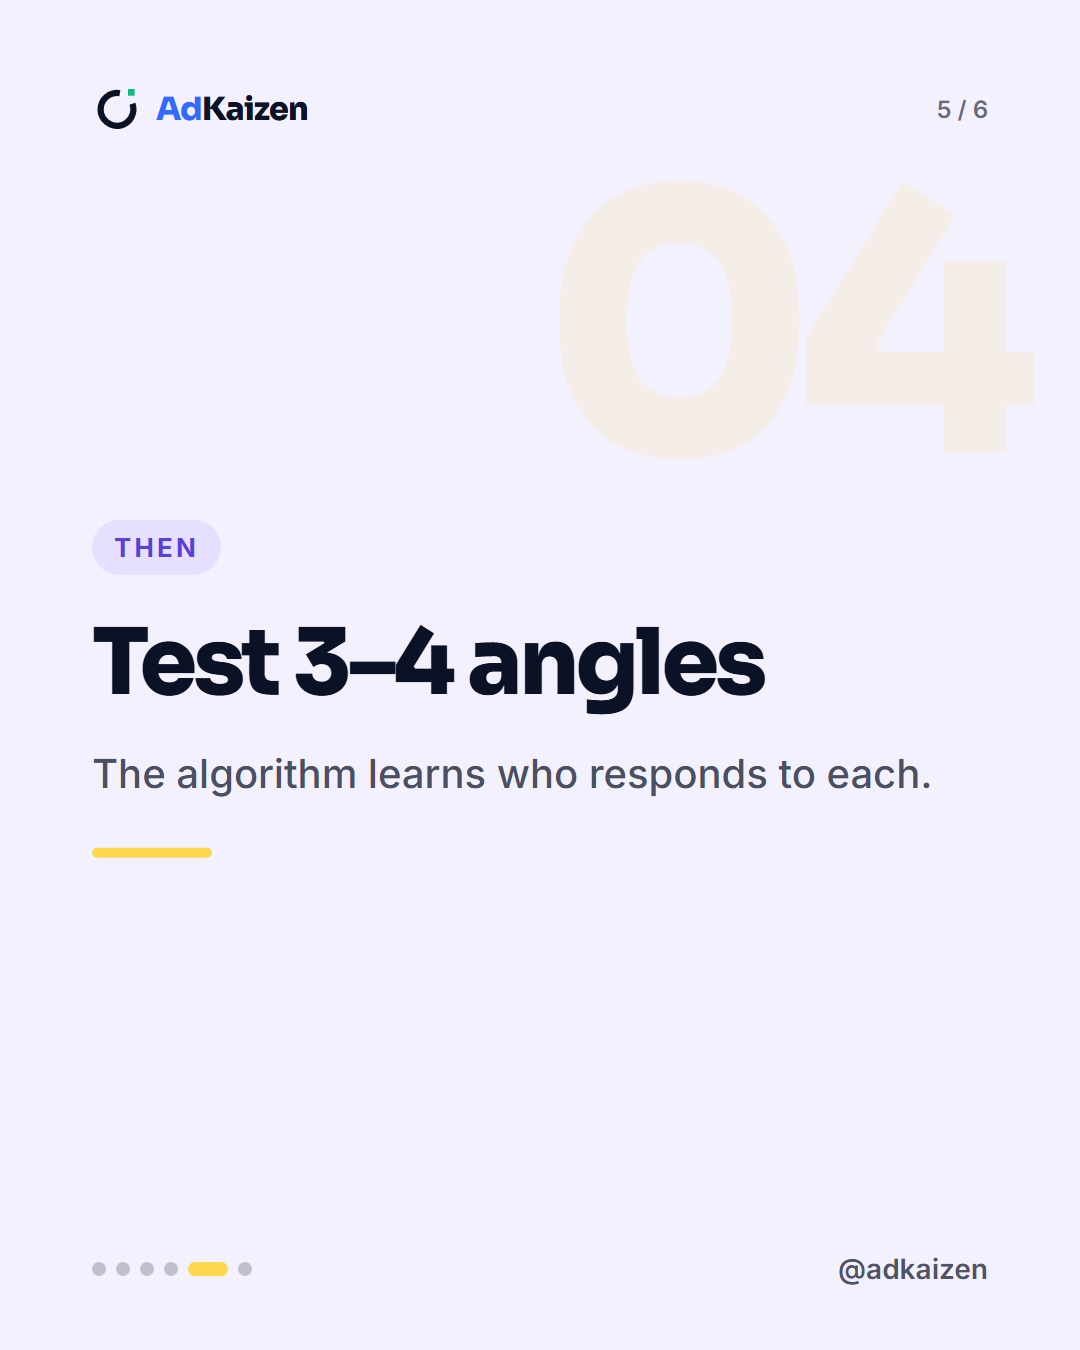 AdKaizen
5 / 6
04
THEN
Test 3–4 angles
The algorithm learns who responds to each.
@adkaizen